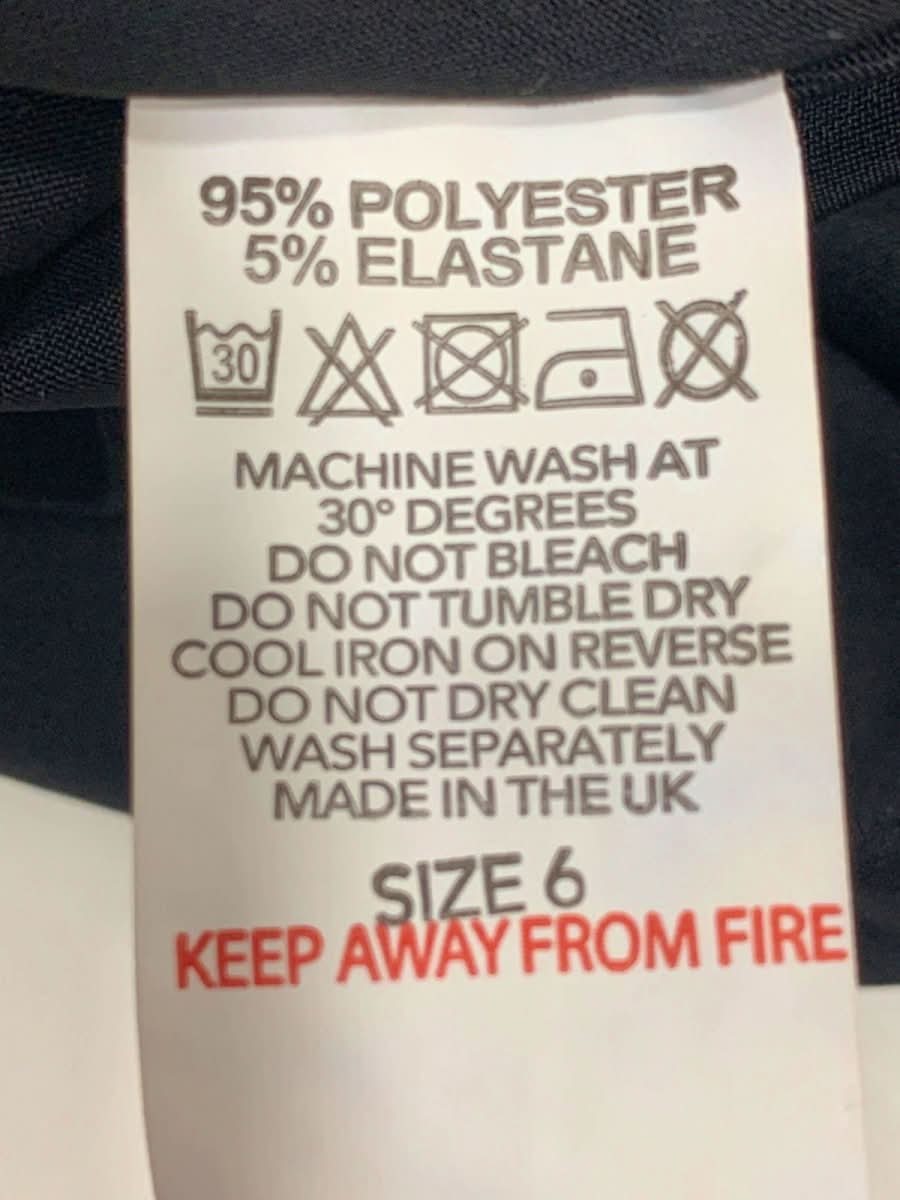 95% POLYESTER
5% ELASTANE
30
MACHINE WASH AT
30° DEGREES
DO NOT BLEACH
DO NOT TUMBLE DRY
COOL IRON ON REVERSE
DO NOT DRY CLEAN
WASH SEPARATELY
MADE IN THE UK
SIZE 6
KEEP AWAY FROM FIRE